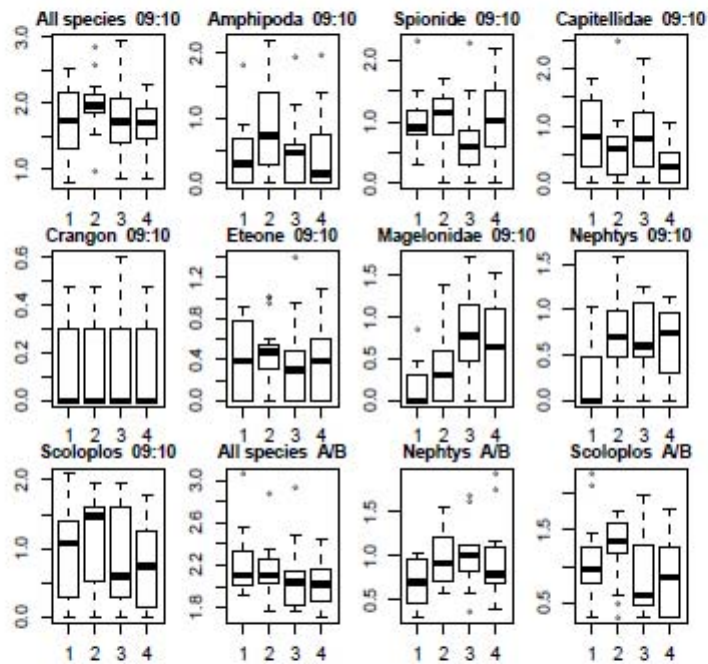 All species 09:10
3.0
2.0
1.0
1 2 3 4
Amphipoda 09:10
2.0
1.0
0.0
1 2 3 4
Spionide 09:10
2.0
1.0
0.0
1 2 3 4
Capitellidae 09:10
2.0
1.0
0.0
1 2 3 4
Crangon 09:10
0.6
0.4
0.2
0.0
1 2 3 4
Eteone 09:10
1.2
0.8
0.4
0.0
1 2 3 4
Magelonidae 09:10
1.5
1.0
0.5
0.0
1 2 3 4
Nephtys 09:10
1.5
1.0
0.5
0.0
1 2 3 4
Scoloplos 09:10
2.0
1.0
0.0
1 2 3 4
All species A/B
3.0
2.6
2.2
1.8
1 2 3 4
Nephtys A/B
1.5
1.0
0.5
1 2 3 4
Scoloplos A/B
1.5
0.5
1 2 3 4